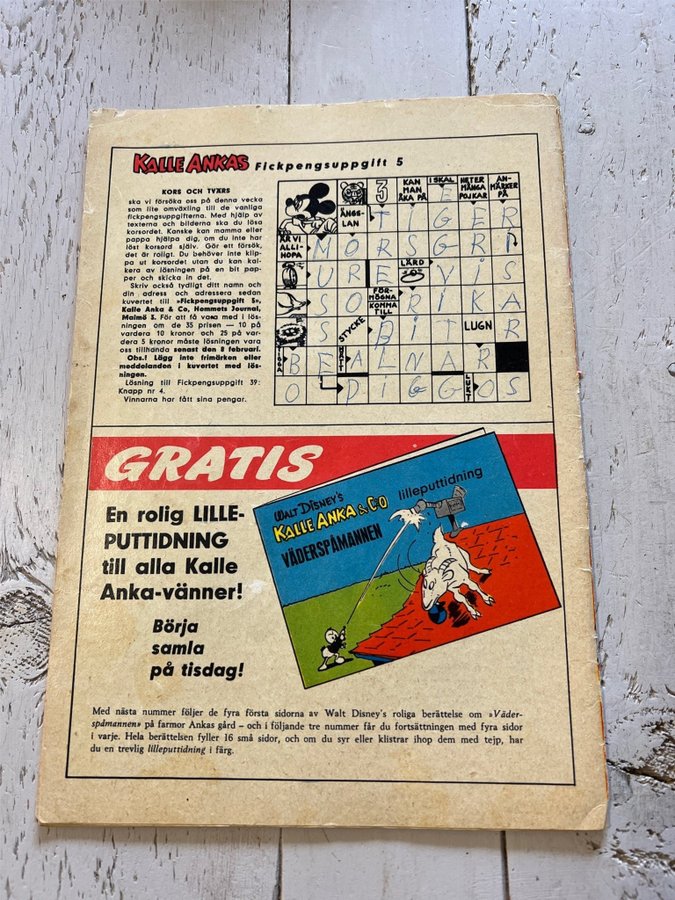 KALLE ANKAS Fickpengsuppgift 5
KORS OCH TVÄRS
ska vi försöka oss på denna vecka
som lite omväxling till de vanliga
fickpengsuppgifterna. Med hjälp av
texterna och bilderna ska du lösa
korsordet. Kanske kan mamma eller
pappa hjälpa dig, om du inte har
löst korsord själv. Gör ett försök,
det är roligt. Du behöver inte klip-
pa ut korsordet utan du kan kal-
kera av lösningen på en bit pap-
per och skicka in det.
Skriv också tydligt ditt namn och
din adress och adressera sedan
kuvertet till »Fickpengsuppgift 5»,
Kalle Anka & Co, Hemmets Journal,
Malmö 3. För att få vara med i lös-
ningen om de 35 prisen — 10 på
vardera 10 kronor och 25 på var-
dera 5 kronor måste lösningen vara
oss tillhanda senast den 8 februari.
Obs.! Lägg inte frimärken eller
meddelanden i kuvertet med lös-
ningen.
Lösning till Fickpengsuppgift 39:
Knapp nr 4.
Vinnarna har fått sina pengar.
3 KAN MAN ÅKA PÅ I SKAL HETER MÅNGA POJKAR AN- MÄRKER PÅ
E
ÄNGE- LAN T I G E R
ÄR VI ALLI- HOPA M O R S G R I
U R E LÄRD V I S
S O FÖR- MÖGNA KOMMA TILL R I K A
S STYCKE B I T LUGN R
B E A L N A R
O D I G G LUKT O S
GRATIS
En rolig LILLE-
PUTTIDNING
till alla Kalle
Anka-vänner!
Börja
samla
på tisdag!
WALT DISNEY'S
KALLE ANKA & CO
lilleputtidning
VÄDERSPÅMANNEN
Med nästa nummer följer de fyra första sidorna av Walt Disney's roliga berättelse om »Väder-
spåmannen» på farmor Ankas gård – och i följande tre nummer får du fortsättningen med fyra sidor
i varje. Hela berättelsen fyller 16 små sidor, och om du syr eller klistrar ihop dem med tejp, har
du en trevlig lilleputtidning i färg.